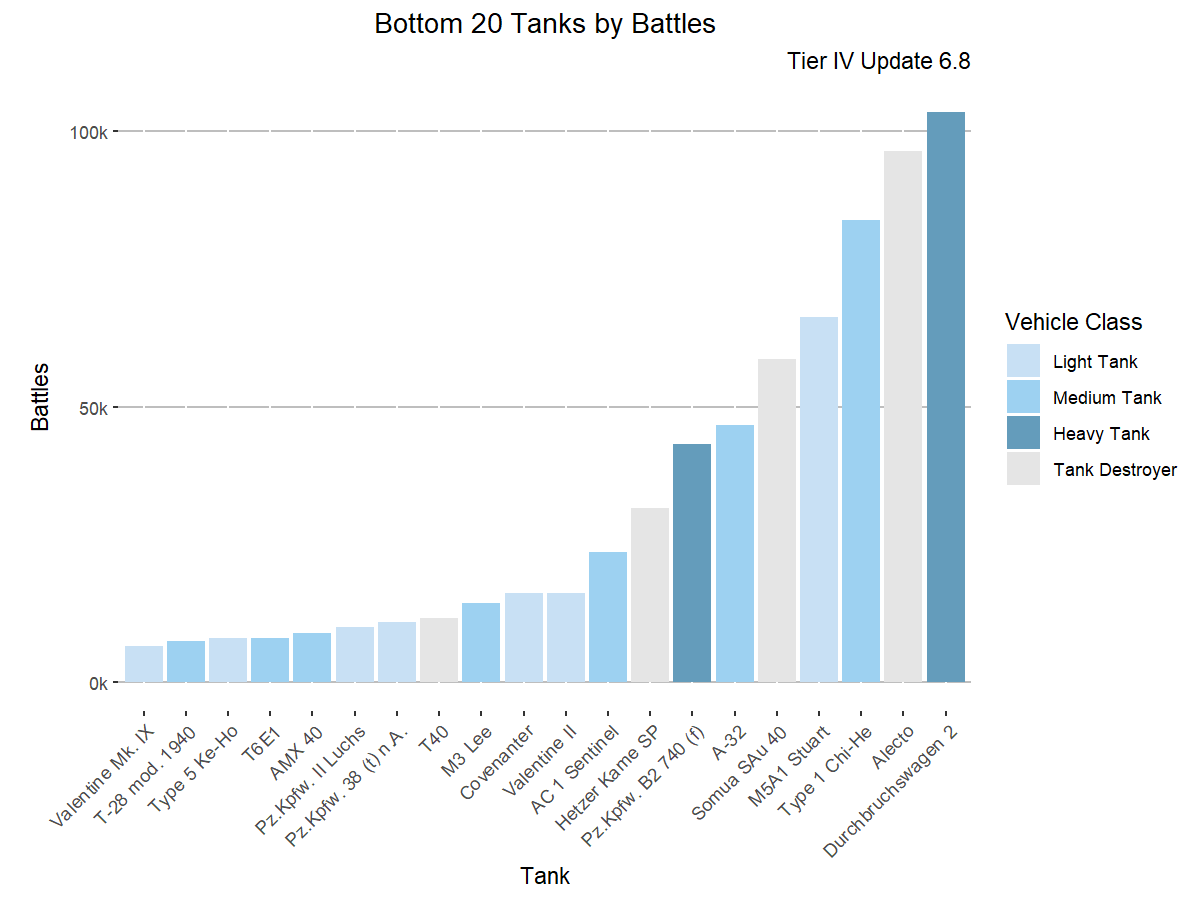 Bottom 20 Tanks by Battles
Tier IV Update 6.8
Battles
100k
50k
0k
Valentine Mk. IX
T-28 mod. 1940
Type 5 Ke-Ho
T6E1
AMX 40
Pz.Kpfw. II Luchs
Pz.Kpfw. 38 (t) n.A.
T40
M3 Lee
Covenanter
Valentine II
AC 1 Sentinel
Hetzer Kame SP
Pz.Kpfw. B2 740 (f)
A-32
Somua SAu 40
M5A1 Stuart
Type 1 Chi-He
Alecto
Durchbruchswagen 2
Tank
Vehicle Class
Light Tank
Medium Tank
Heavy Tank
Tank Destroyer